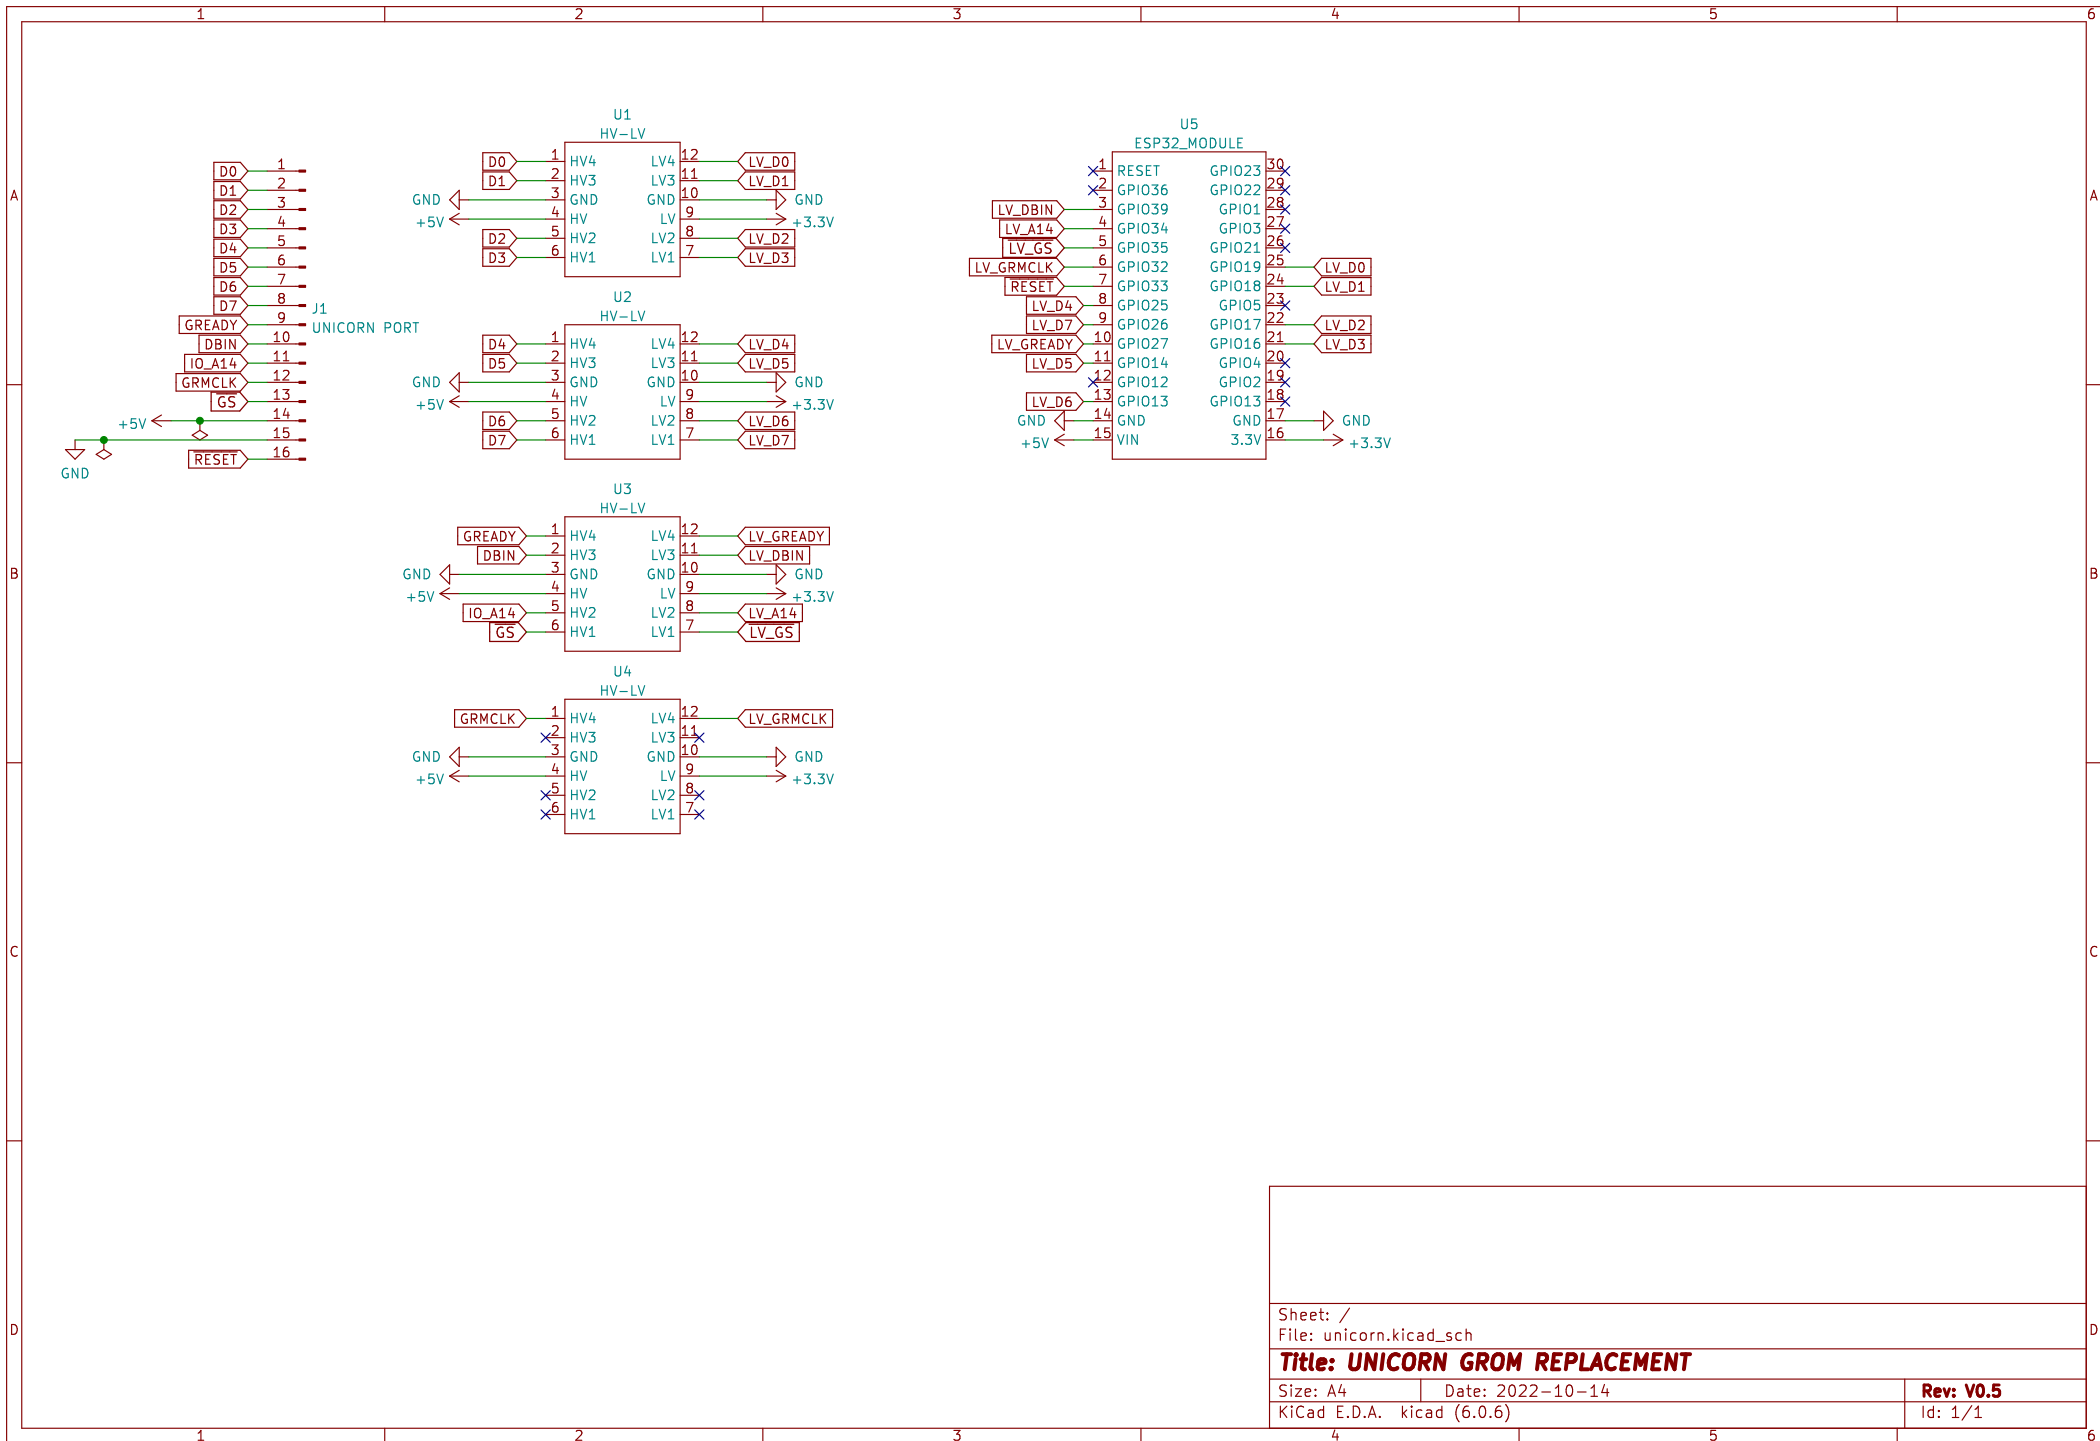 1 2 3 4 5 6
A
B
C
D
D0 1
D1 2
D2 3
D3 4
D4 5
D5 6
D6 7
D7 8
GREADY 9
DBIN 10
IO_A14 11
GRMCLK 12
GS 13
+5V 14
15
RESET 16
GND
J1
UNICORN PORT
U1
HV-LV
D0 1 HV4 LV4 12 LV_D0
D1 2 HV3 LV3 11 LV_D1
GND 3 GND GND 10 GND
+5V 4 HV LV 9 +3.3V
D2 5 HV2 LV2 8 LV_D2
D3 6 HV1 LV1 7 LV_D3
U2
HV-LV
D4 1 HV4 LV4 12 LV_D4
D5 2 HV3 LV3 11 LV_D5
GND 3 GND GND 10 GND
+5V 4 HV LV 9 +3.3V
D6 5 HV2 LV2 8 LV_D6
D7 6 HV1 LV1 7 LV_D7
U3
HV-LV
GREADY 1 HV4 LV4 12 LV_GREADY
DBIN 2 HV3 LV3 11 LV_DBIN
GND 3 GND GND 10 GND
+5V 4 HV LV 9 +3.3V
IO_A14 5 HV2 LV2 8 LV_A14
GS 6 HV1 LV1 7 LV_GS
U4
HV-LV
GRMCLK 1 HV4 LV4 12 LV_GRMCLK
2 HV3 LV3 11
GND 3 GND GND 10 GND
+5V 4 HV LV 9 +3.3V
5 HV2 LV2 8
6 HV1 LV1 7
U5
ESP32_MODULE
1 RESET GPIO23 30
2 GPIO36 GPIO22 29
LV_DBIN 3 GPIO39 GPIO1 28
LV_A14 4 GPIO34 GPIO3 27
LV_GS 5 GPIO35 GPIO21 26
LV_GRMCLK 6 GPIO32 GPIO19 25 LV_D0
RESET 7 GPIO33 GPIO18 24 LV_D1
LV_D4 8 GPIO25 GPIO5 23
LV_D7 9 GPIO26 GPIO17 22 LV_D2
LV_GREADY 10 GPIO27 GPIO16 21 LV_D3
LV_D5 11 GPIO14 GPIO4 20
12 GPIO12 GPIO2 19
LV_D6 13 GPIO13 GPIO13 18
GND 14 GND GND 17 GND
+5V 15 VIN 3.3V 16 +3.3V
A
B
C
D
Sheet: /
File: unicorn.kicad_sch
Title: UNICORN GROM REPLACEMENT
Size: A4 Date: 2022-10-14 Rev: V0.5
KiCad E.D.A. kicad (6.0.6) Id: 1/1
1 2 3 4 5 6